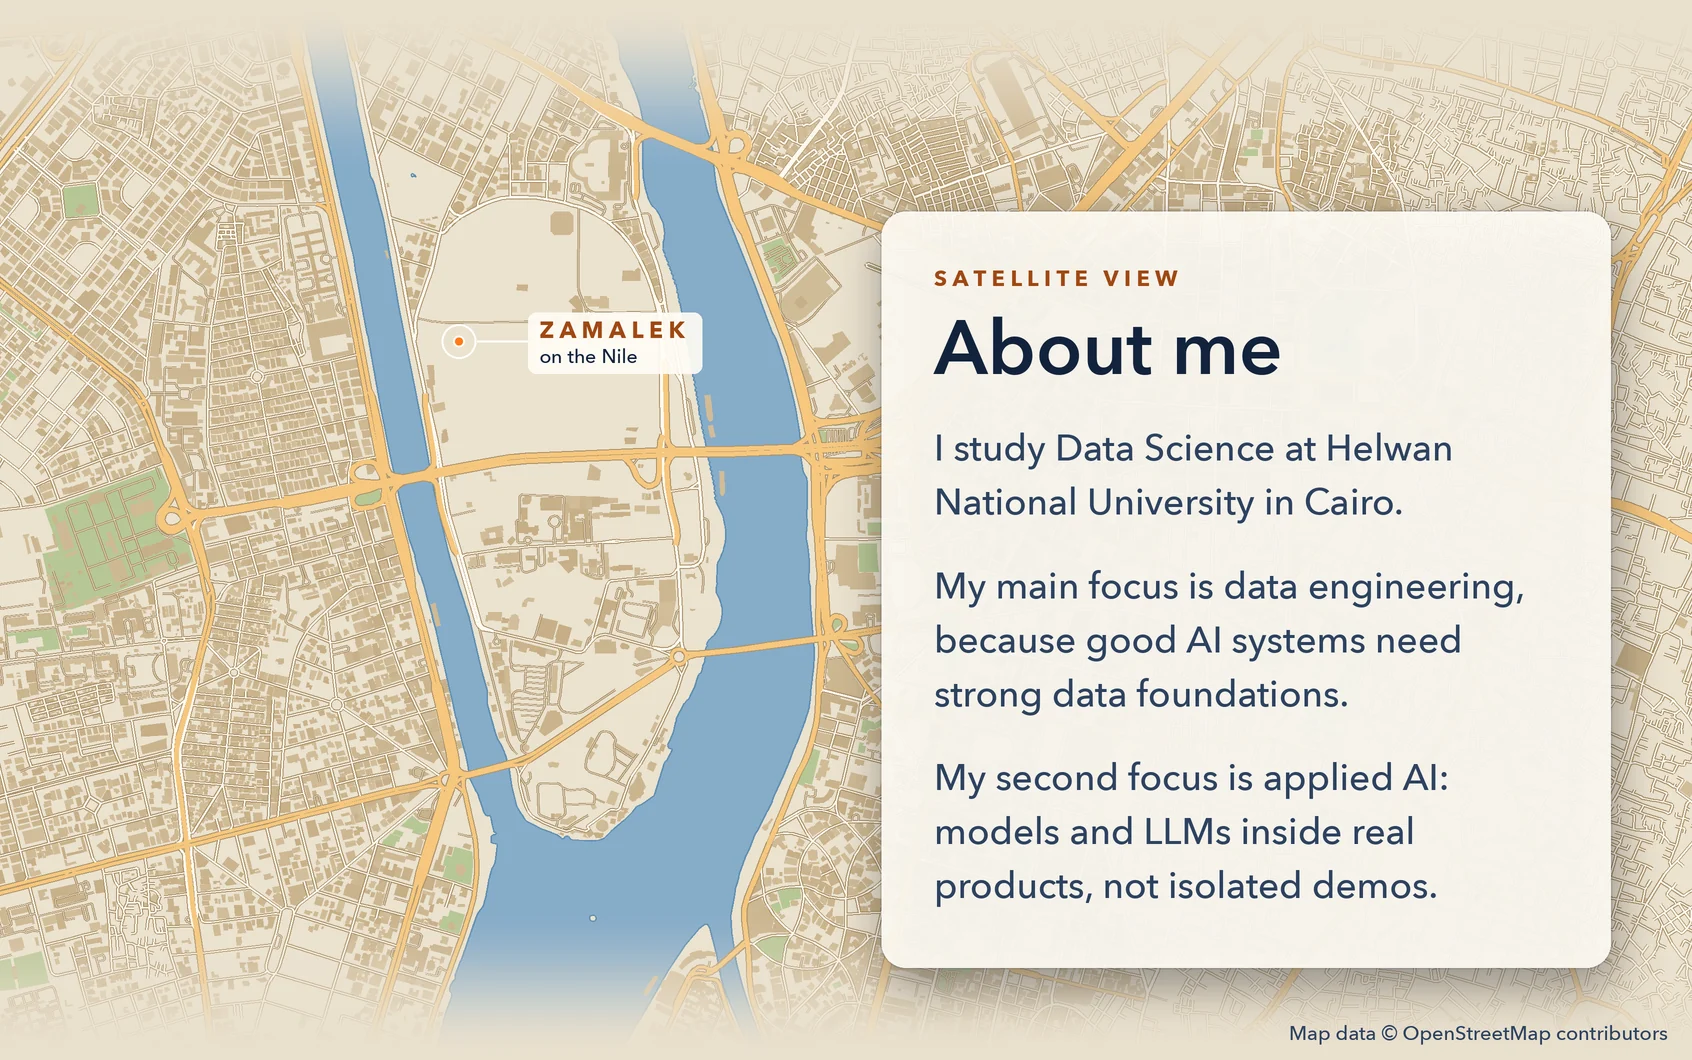 ZAMALEK
on the Nile
SATELLITE VIEW
About me
I study Data Science at Helwan
National University in Cairo.
My main focus is data engineering,
because good AI systems need
strong data foundations.
My second focus is applied AI:
models and LLMs inside real
products, not isolated demos.
Map data © OpenStreetMap contributors